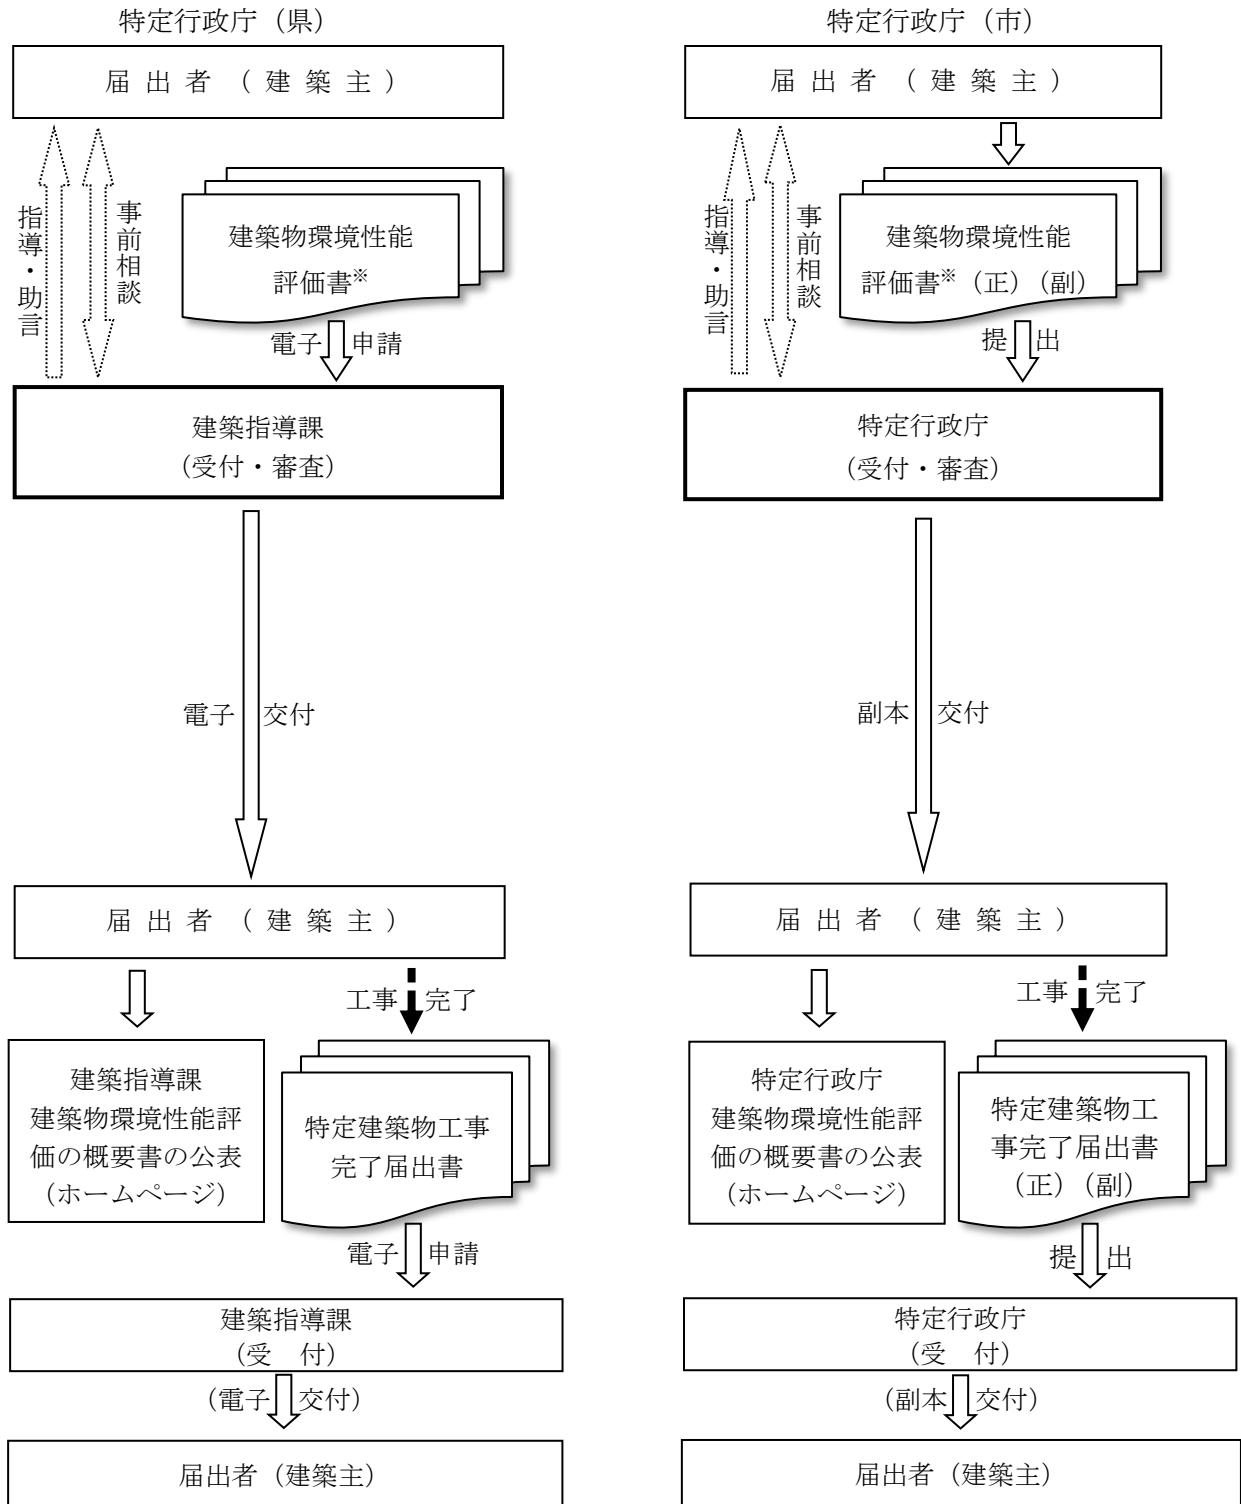 特定行政庁（県）
届 出 者 （ 建 築 主 ）
指導・助言
事前相談
建築物環境性能
評価書※
電子 申請
建築指導課
（受付・審査）
電子 交付
届 出 者 （ 建 築 主 ）
工事 完了
建築指導課
建築物環境性能評
価の概要書の公表
（ホームページ）
特定建築物工事
完了届出書
電子 申請
建築指導課
（受　付）
（電子 交付）
届出者（建築主）
特定行政庁（市）
届 出 者 （ 建 築 主 ）
指導・助言
事前相談
建築物環境性能
評価書※（正）（副）
提 出
特定行政庁
（受付・審査）
副本 交付
届 出 者 （ 建 築 主 ）
工事 完了
特定行政庁
建築物環境性能評
価の概要書の公表
（ホームページ）
特定建築物工
事完了届出書
（正）（副）
提 出
特定行政庁
（受　付）
（副本 交付）
届出者（建築主）